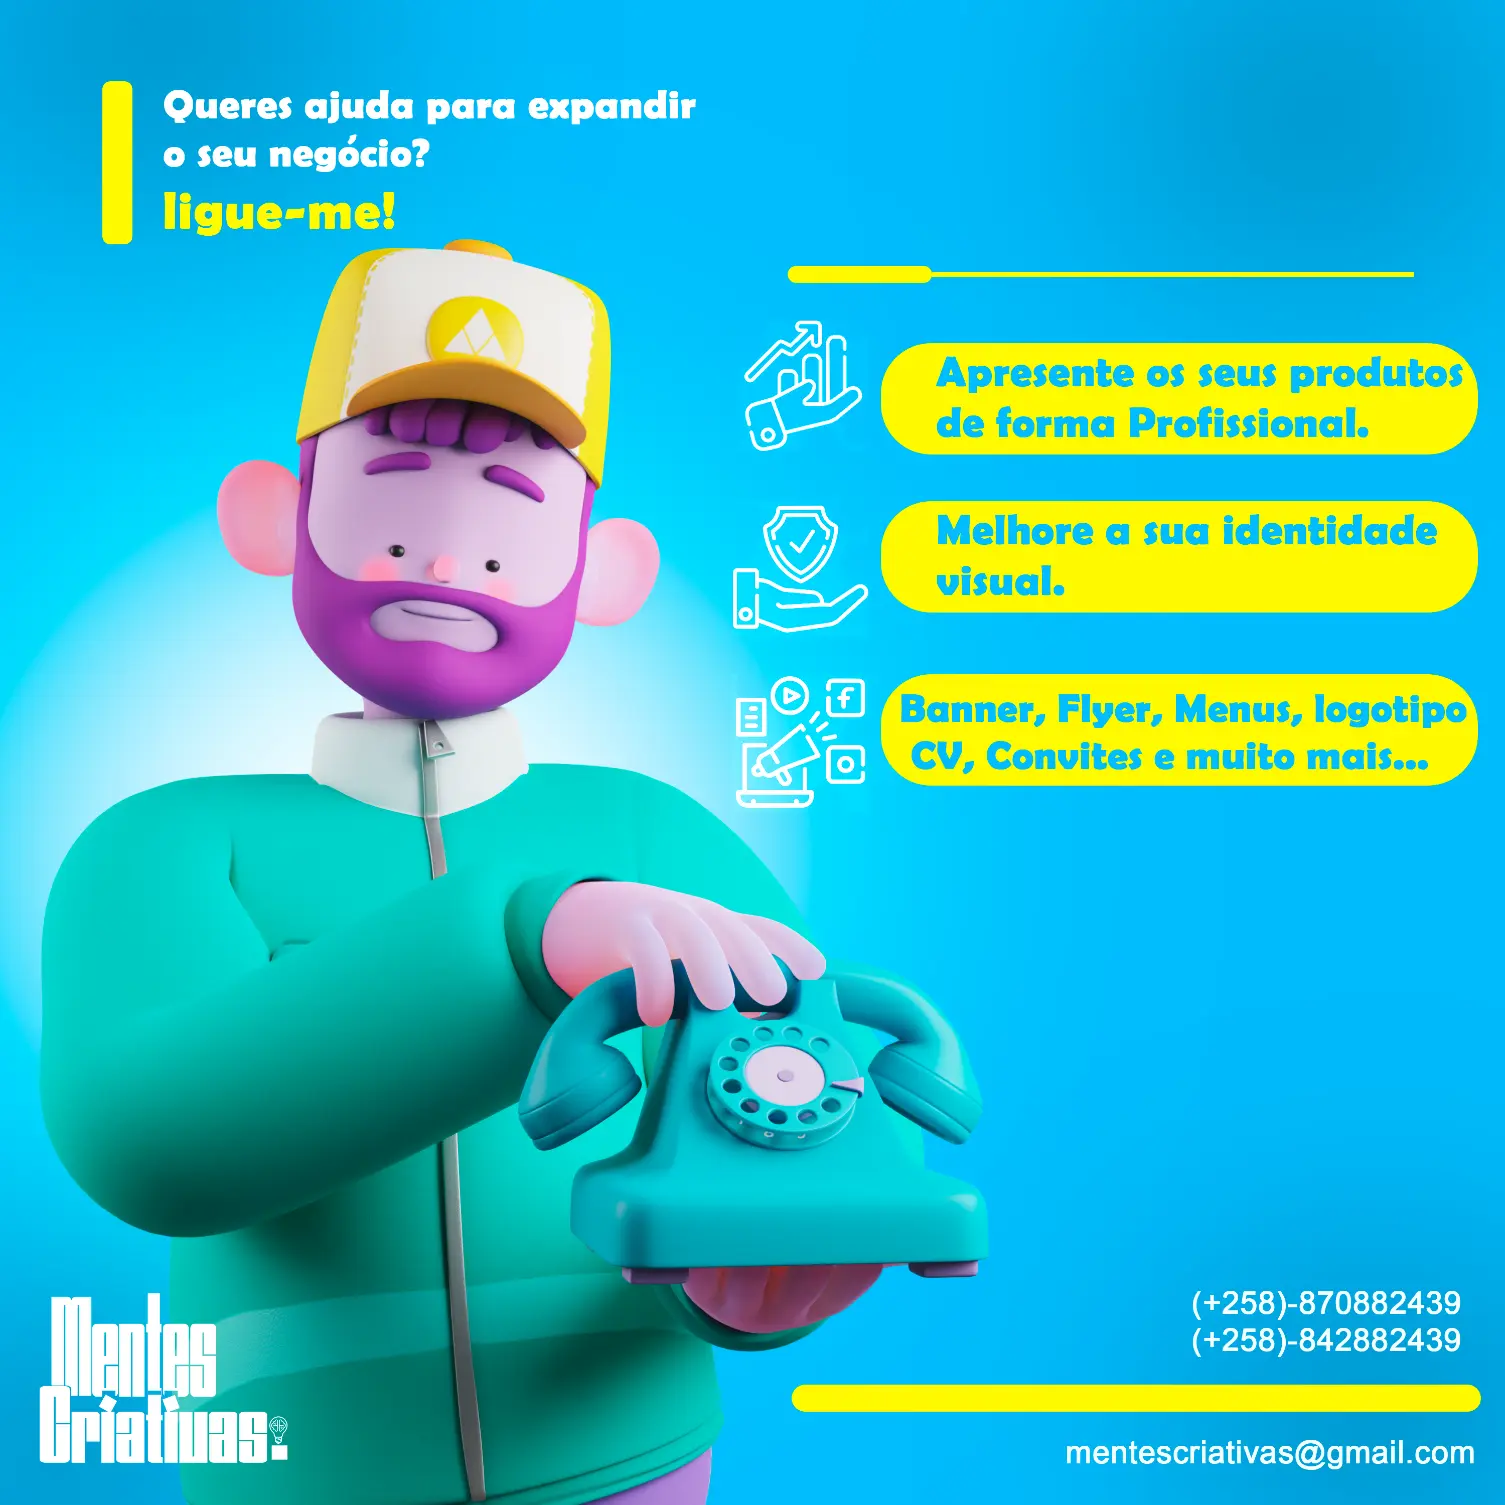 Queres ajuda para expandir
o seu negócio?
ligue-me!
Apresente os seus produtos
de forma Profissional.
Melhore a sua identidade
visual.
Banner, Flyer, Menus, logotipo
CV, Convites e muito mais...
(+258)-870882439
(+258)-842882439
mentescriativas@gmail.com
Mentes
Criativas